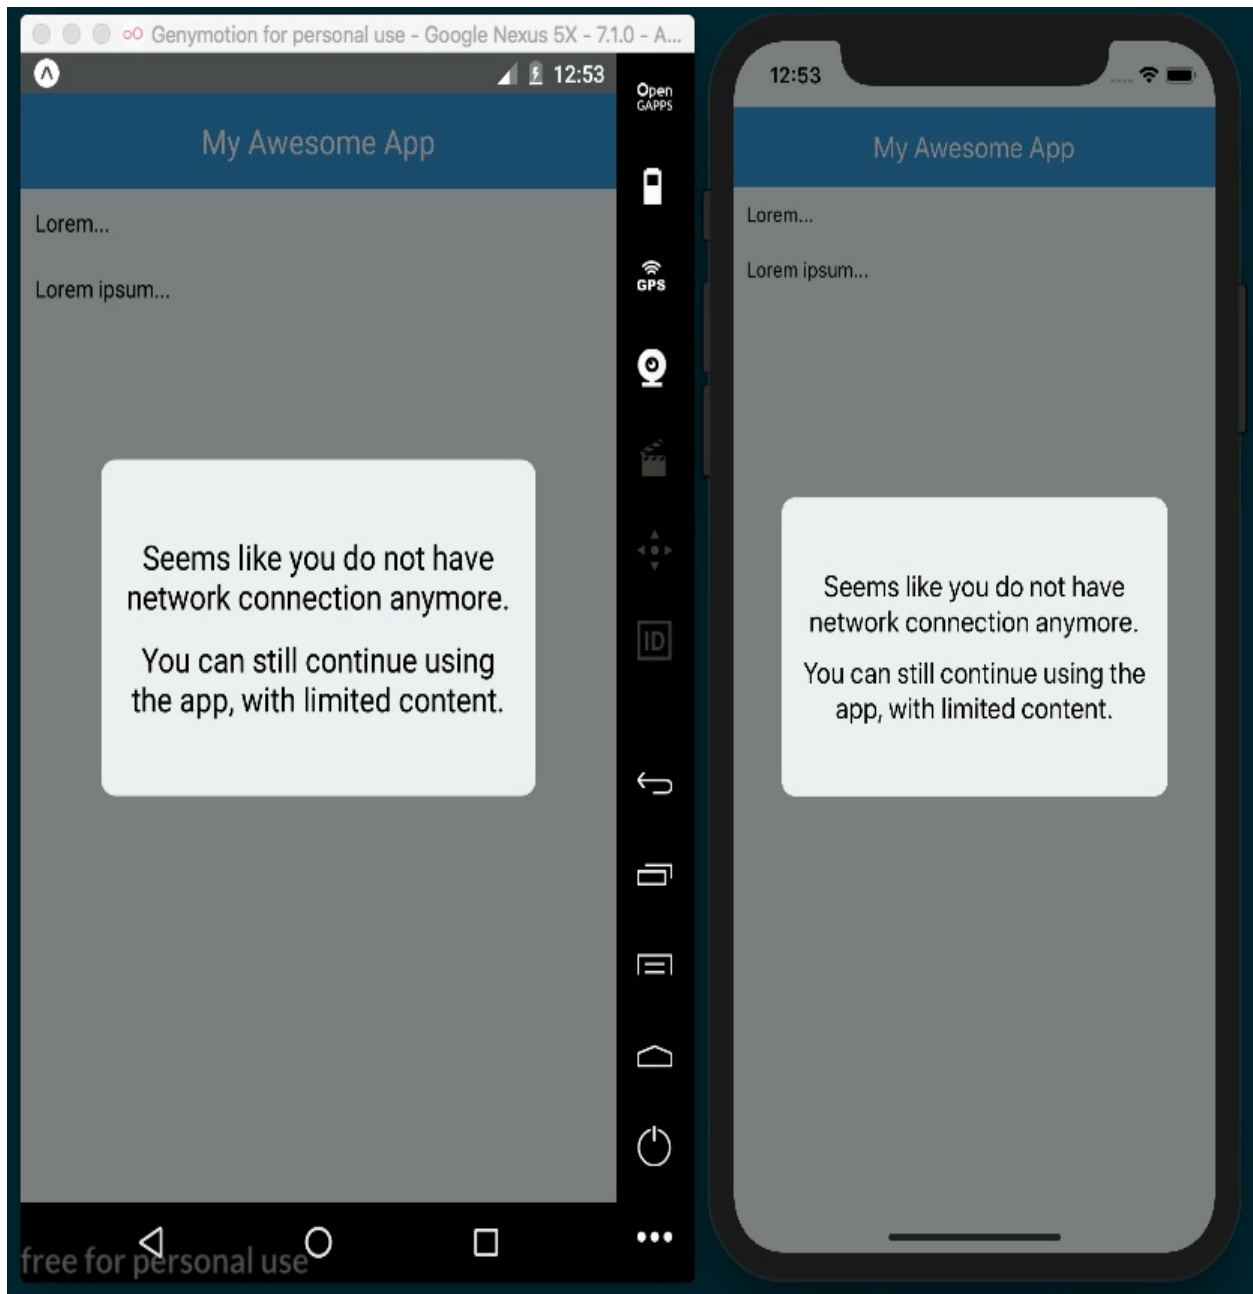 Genymotion for personal use - Google Nexus 5X - 7.1.0 - A...
12:53
Open
GAPPS
My Awesome App
Lorem...
Lorem ipsum...
GPS
Seems like you do not have
network connection anymore.
You can still continue using
the app, with limited content.
ID
free for personal use
12:53
My Awesome App
Lorem...
Lorem ipsum...
Seems like you do not have
network connection anymore.
You can still continue using the
app, with limited content.